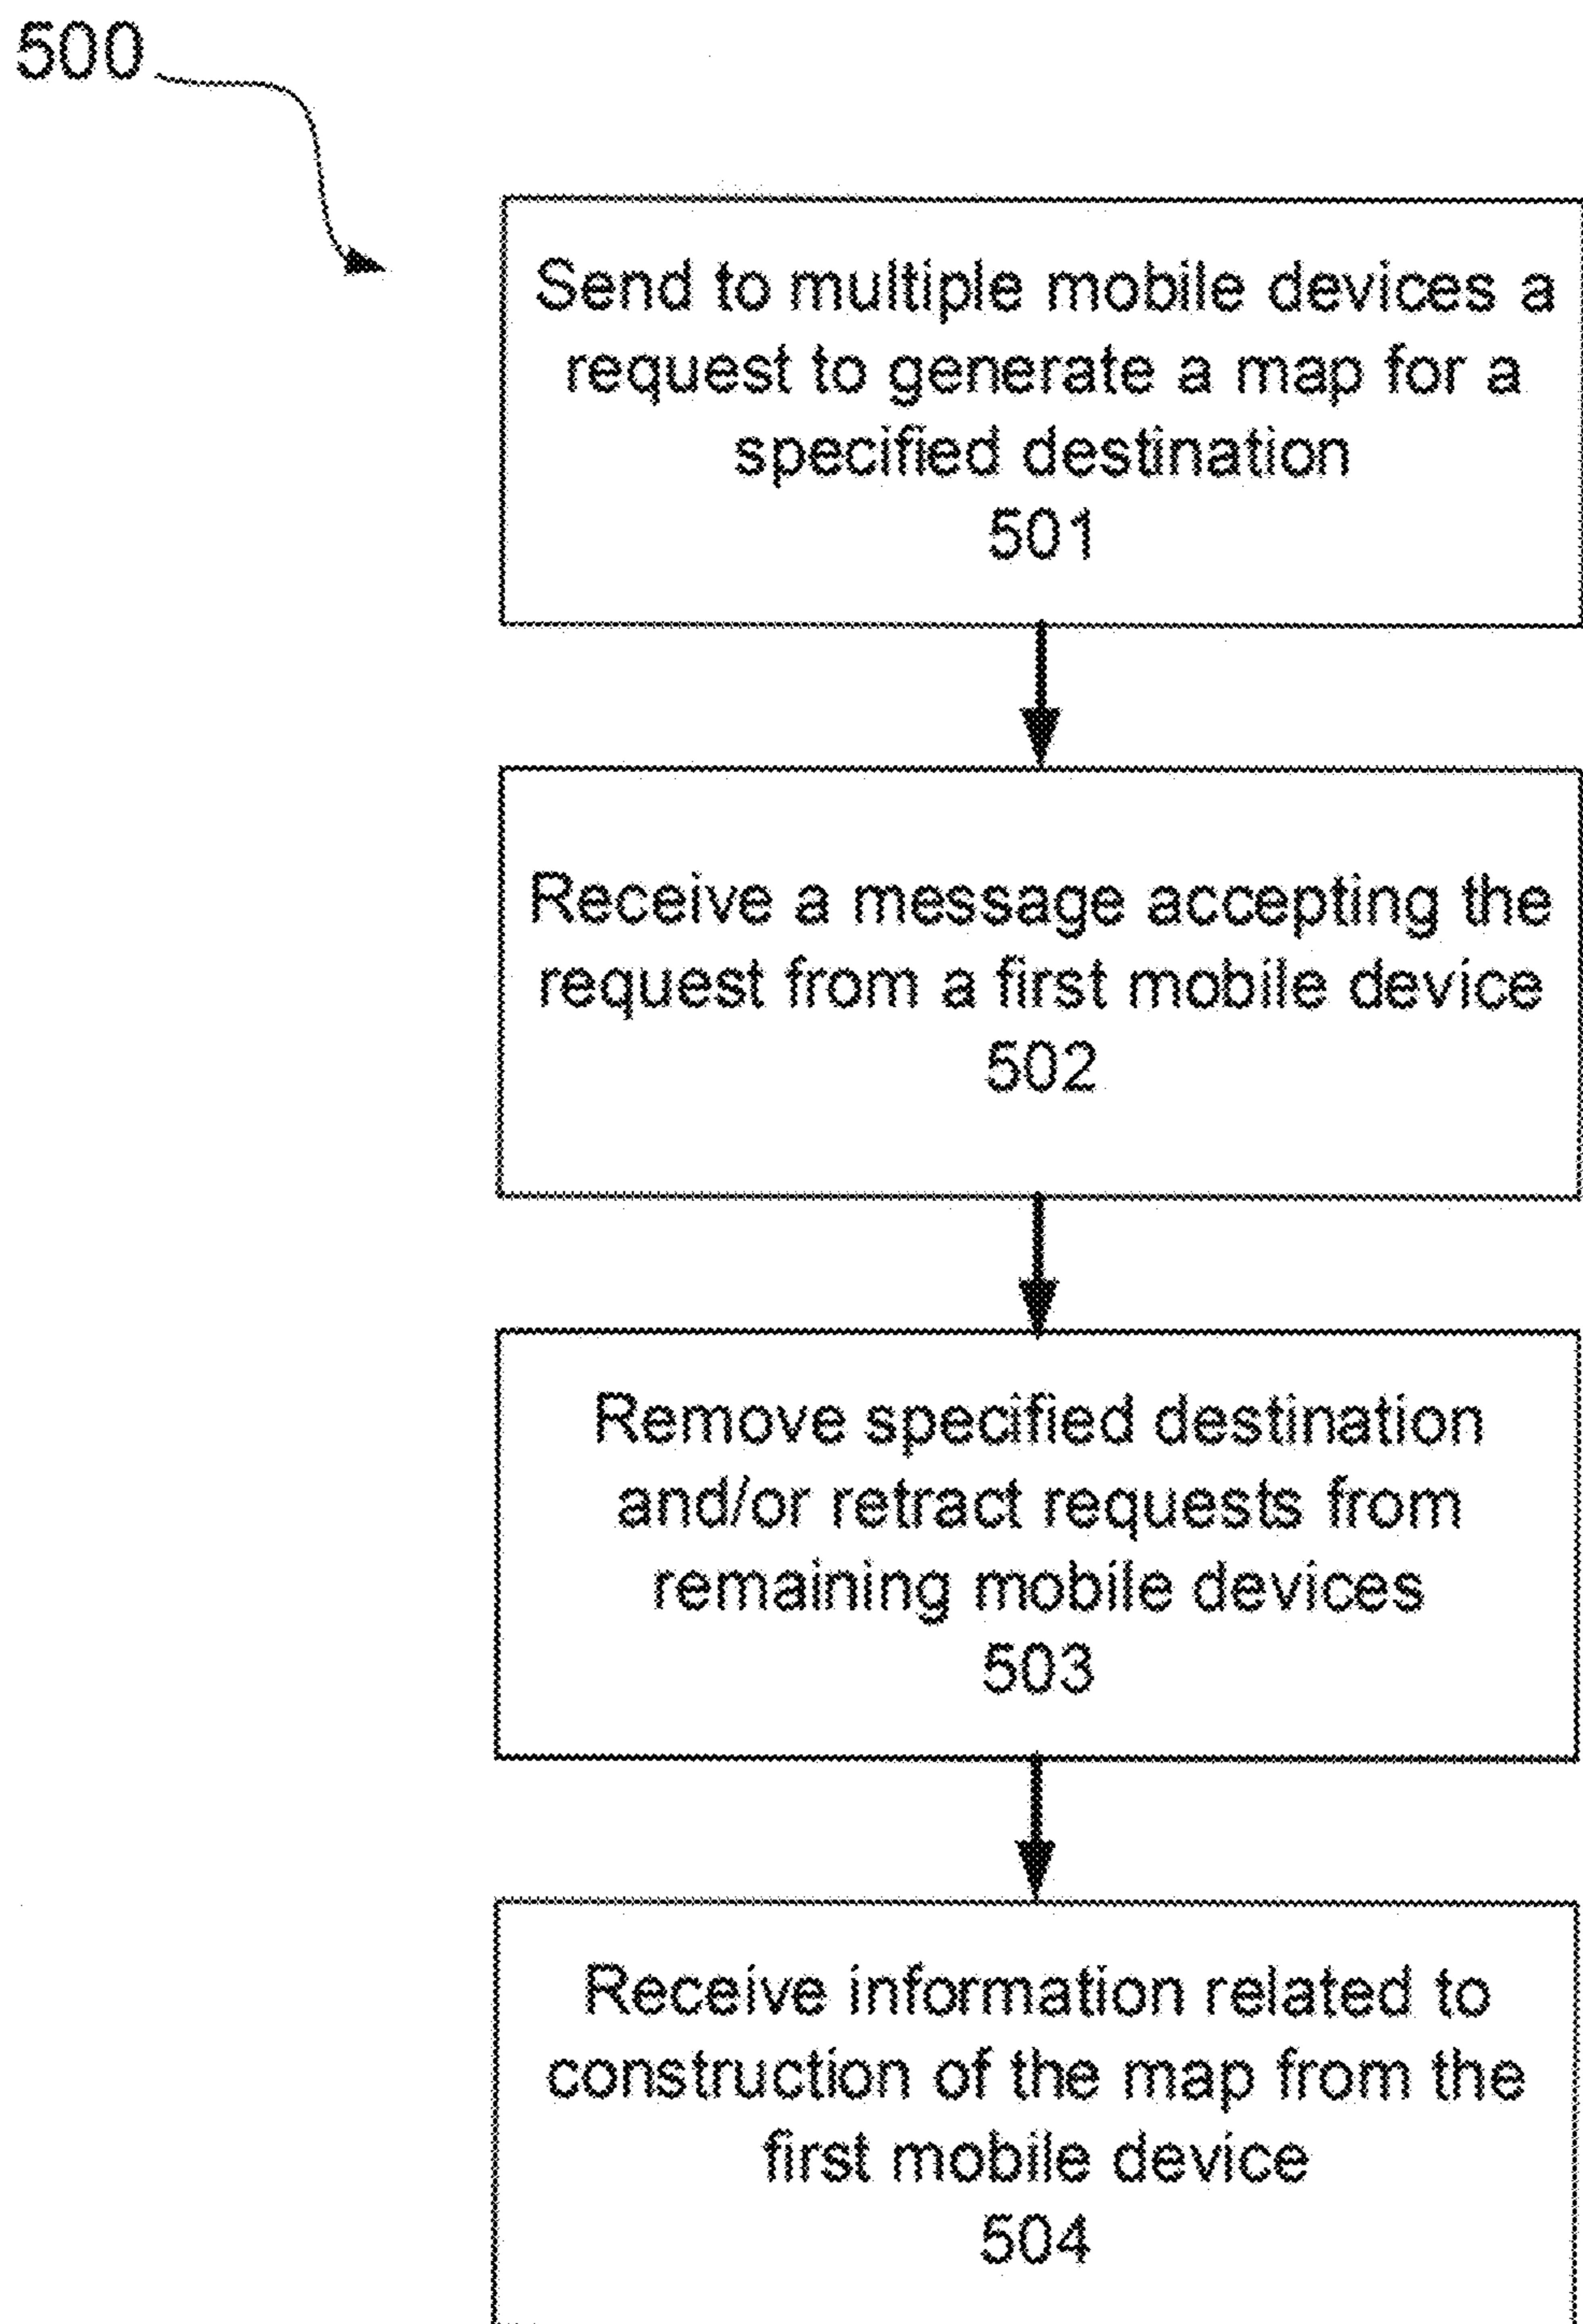 500
Send to multiple mobile devices a
request to generate a map for a
specified destination
501
Receive a message accepting the
request from a first mobile device
502
Remove specified destination
and/or retract requests from
remaining mobile devices
503
Receive information related to
construction of the map from the
first mobile device
504